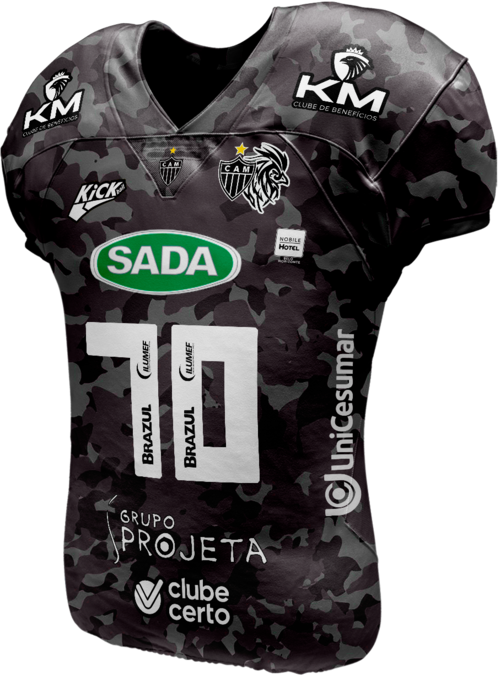 KM
CLUBE DE BENEFÍCIOS
KM
CLUBE DE BENEFÍCIOS
CAM
CAM
KICK
NOBILE
HOTEL
SADA
10
BRAZUL
ILUMEF
BRAZUL
ILUMEF
UniCesumar
GRUPO
PROJETA
clube
certo